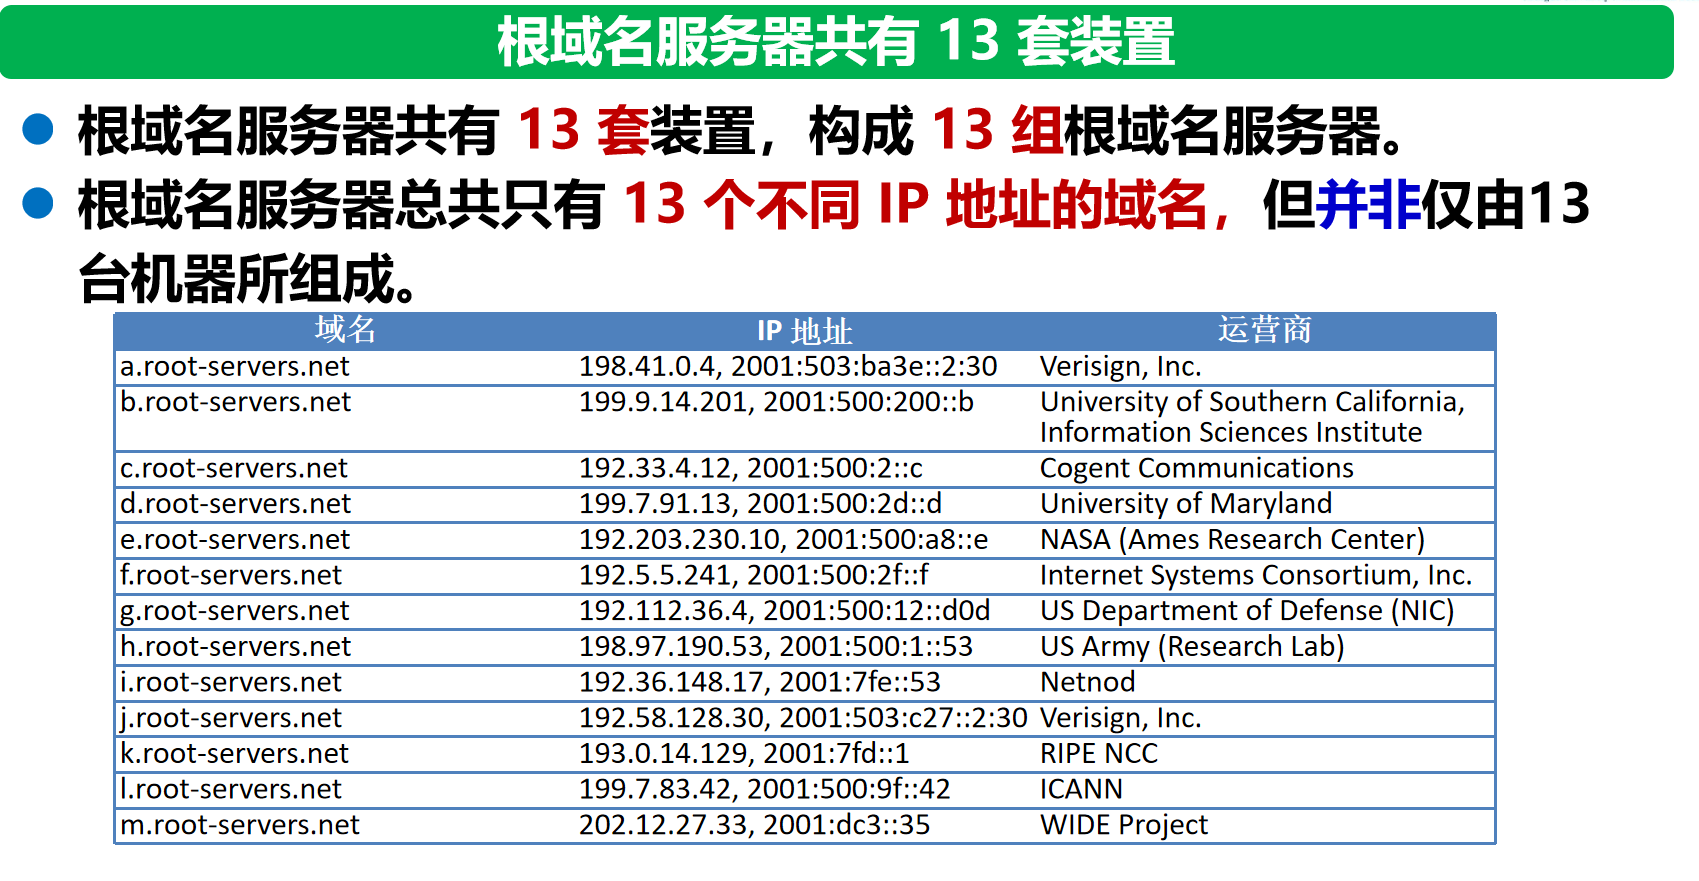 根域名服务器共有 13 套装置
根域名服务器共有 13 套装置，构成 13 组根域名服务器。
根域名服务器总共只有 13 个不同 IP 地址的域名，但并非仅由13
台机器所组成。
域名 IP 地址 运营商
a.root-servers.net 198.41.0.4, 2001:503:ba3e::2:30 Verisign, Inc.
b.root-servers.net 199.9.14.201, 2001:500:200::b University of Southern California,
Information Sciences Institute
c.root-servers.net 192.33.4.12, 2001:500:2::c Cogent Communications
d.root-servers.net 199.7.91.13, 2001:500:2d::d University of Maryland
e.root-servers.net 192.203.230.10, 2001:500:a8::e NASA (Ames Research Center)
f.root-servers.net 192.5.5.241, 2001:500:2f::f Internet Systems Consortium, Inc.
g.root-servers.net 192.112.36.4, 2001:500:12::d0d US Department of Defense (NIC)
h.root-servers.net 198.97.190.53, 2001:500:1::53 US Army (Research Lab)
i.root-servers.net 192.36.148.17, 2001:7fe::53 Netnod
j.root-servers.net 192.58.128.30, 2001:503:c27::2:30 Verisign, Inc.
k.root-servers.net 193.0.14.129, 2001:7fd::1 RIPE NCC
l.root-servers.net 199.7.83.42, 2001:500:9f::42 ICANN
m.root-servers.net 202.12.27.33, 2001:dc3::35 WIDE Project